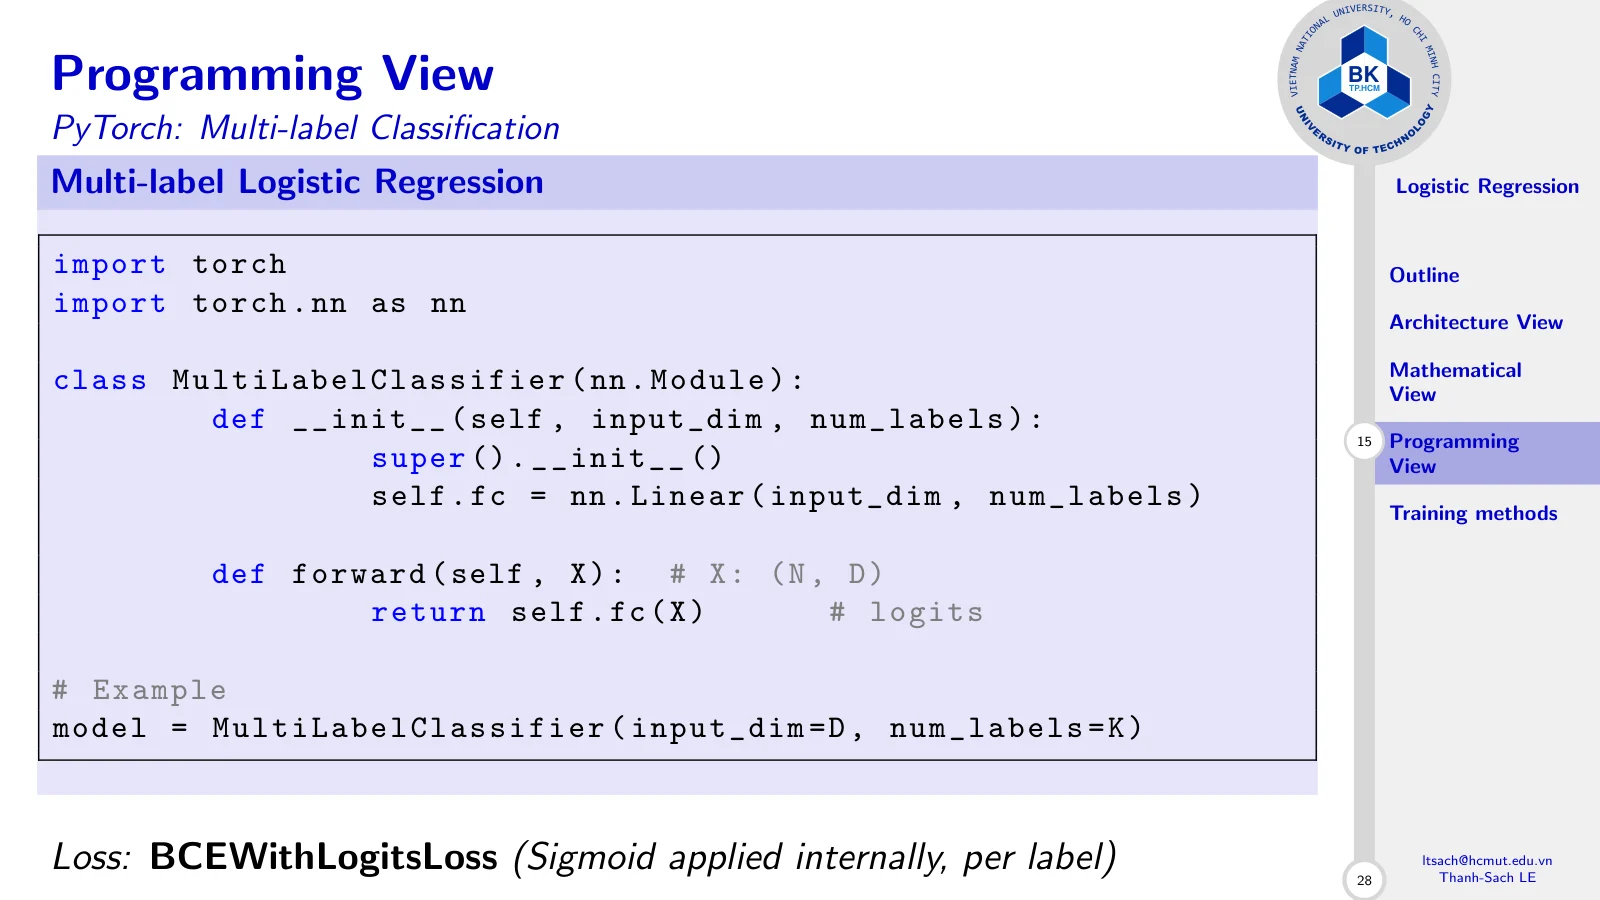 Programming View
PyTorch: Multi-label Classification
Multi-label Logistic Regression
import torch
import torch.nn as nn
class MultiLabelClassifier(nn.Module):
def __init__(self, input_dim, num_labels):
super().__init__()
self.fc = nn.Linear(input_dim, num_labels)
def forward(self, X):  # X: (N, D)
return self.fc(X)      # logits
# Example
model = MultiLabelClassifier(input_dim=D, num_labels=K)
Loss: BCEWithLogitsLoss (Sigmoid applied internally, per label)
VIETNAM NATIONAL UNIVERSITY, HO CHI MINH CITY
BK
TP.HCM
UNIVERSITY OF TECHNOLOGY
Logistic Regression
Outline
Architecture View
Mathematical
View
15
Programming
View
Training methods
ltsach@hcmut.edu.vn
Thanh-Sach LE
28